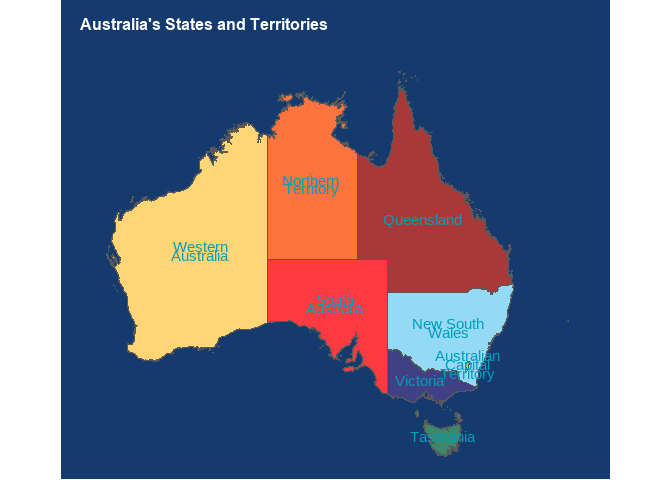 Australia's States and Territories
Northern
Territory
Queensland
Western
Australia
South
Australia
New South
Wales
Australian
Capital
Territory
Victoria
Tasmania